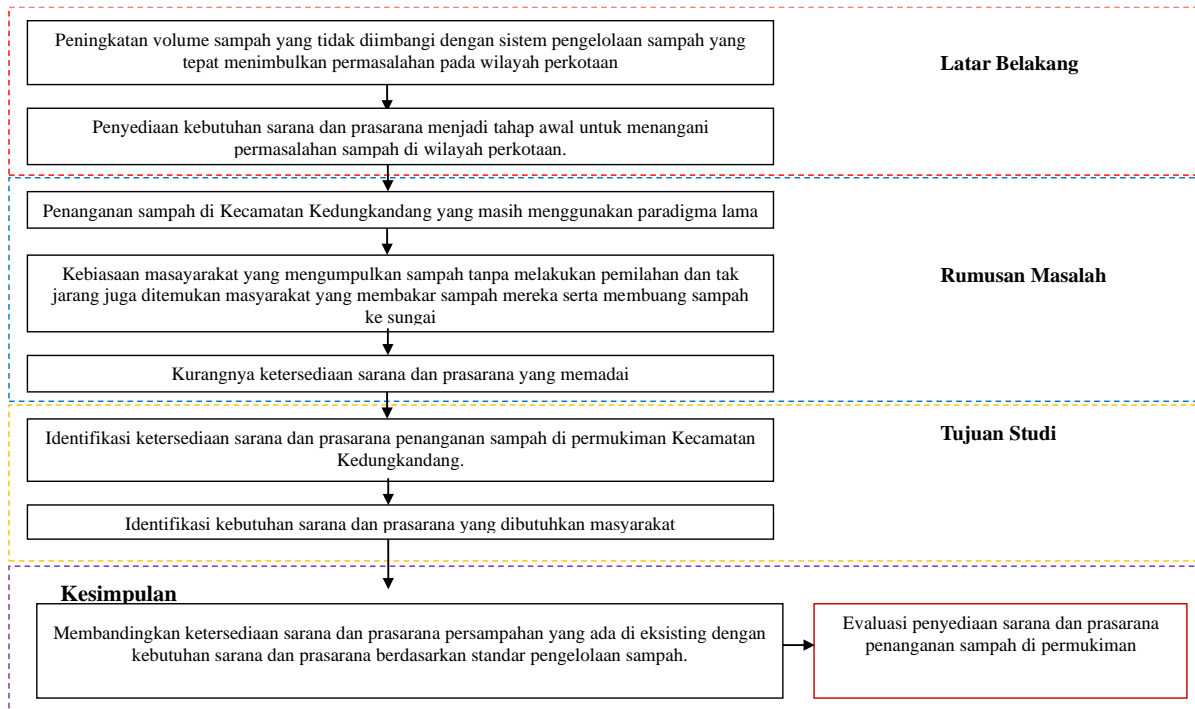 Peningkatan volume sampah yang tidak diimbangi dengan sistem pengelolaan sampah yang
tepat menimbulkan permasalahan pada wilayah perkotaan
Latar Belakang
Penyediaan kebutuhan sarana dan prasarana menjadi tahap awal untuk menangani
permasalahan sampah di wilayah perkotaan.
Penanganan sampah di Kecamatan Kedungkandang yang masih menggunakan paradigma lama
Kebiasaan masayarakat yang mengumpulkan sampah tanpa melakukan pemilahan dan tak
jarang juga ditemukan masyarakat yang membakar sampah mereka serta membuang sampah
ke sungai
Rumusan Masalah
Kurangnya ketersediaan sarana dan prasarana yang memadai
Identifikasi ketersediaan sarana dan prasarana penanganan sampah di permukiman Kecamatan
Kedungkandang.
Tujuan Studi
Identifikasi kebutuhan sarana dan prasarana yang dibutuhkan masyarakat
Kesimpulan
Membandingkan ketersediaan sarana dan prasarana persampahan yang ada di eksisting dengan
kebutuhan sarana dan prasarana berdasarkan standar pengelolaan sampah.
Evaluasi penyediaan sarana dan prasarana
penanganan sampah di permukiman